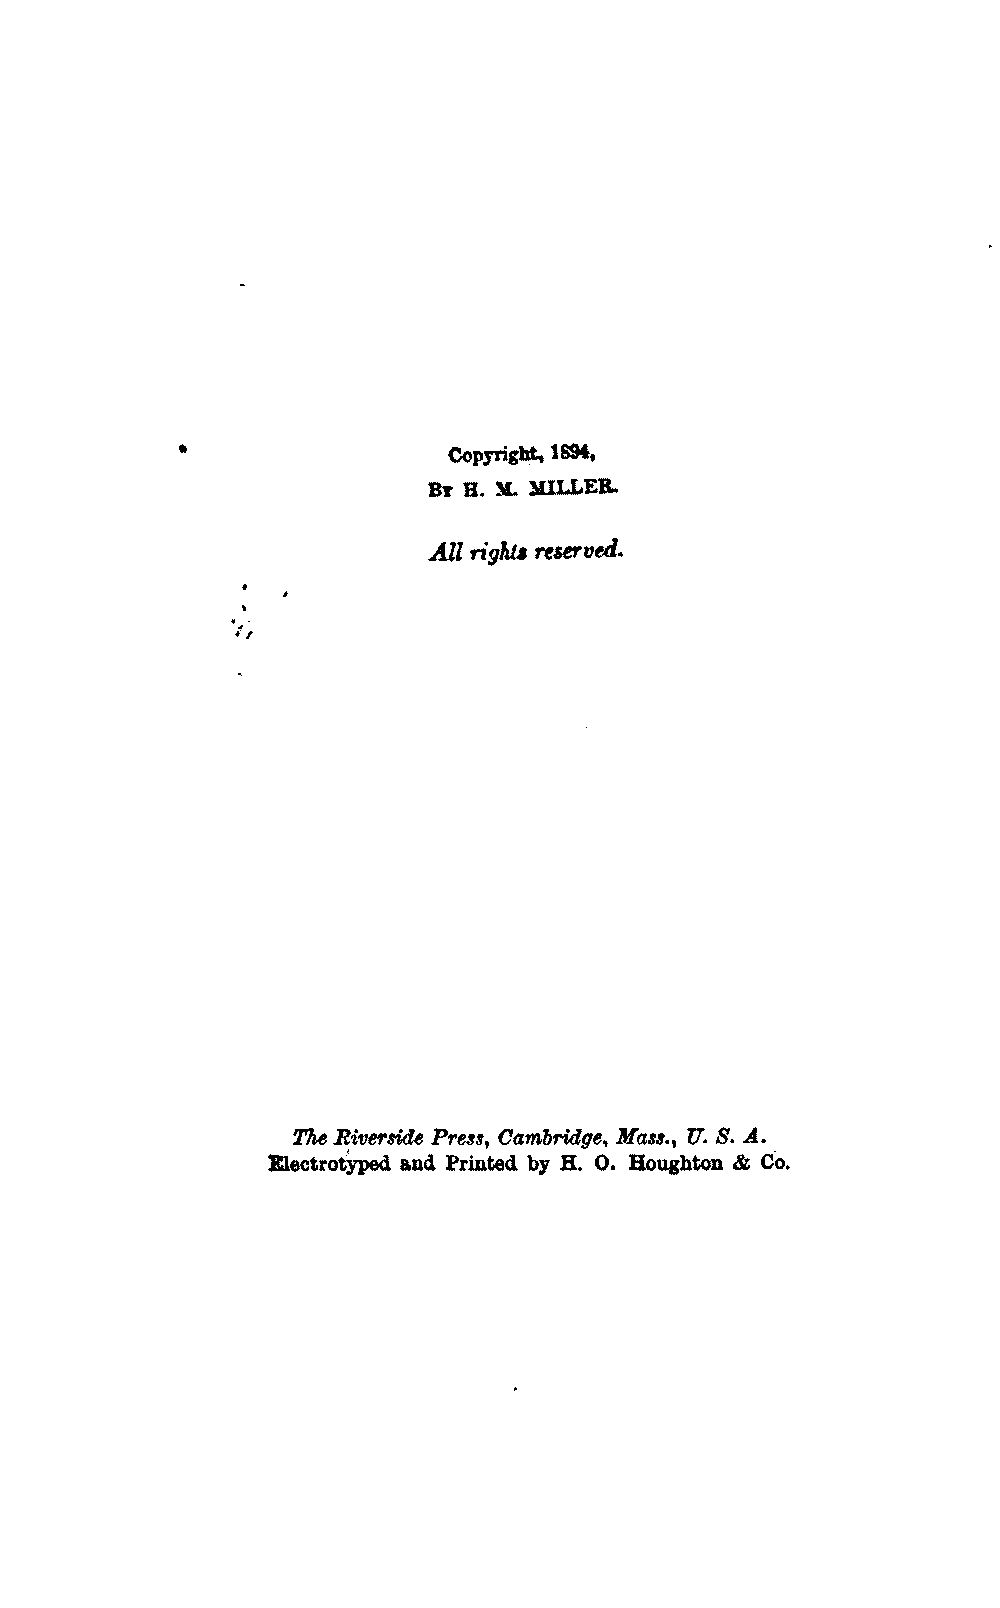 Copyright, 1894,
By H. M. MILLER.
All rights reserved.
The Riverside Press, Cambridge, Mass., U. S. A.
Electrotyped and Printed by H. O. Houghton & Co.